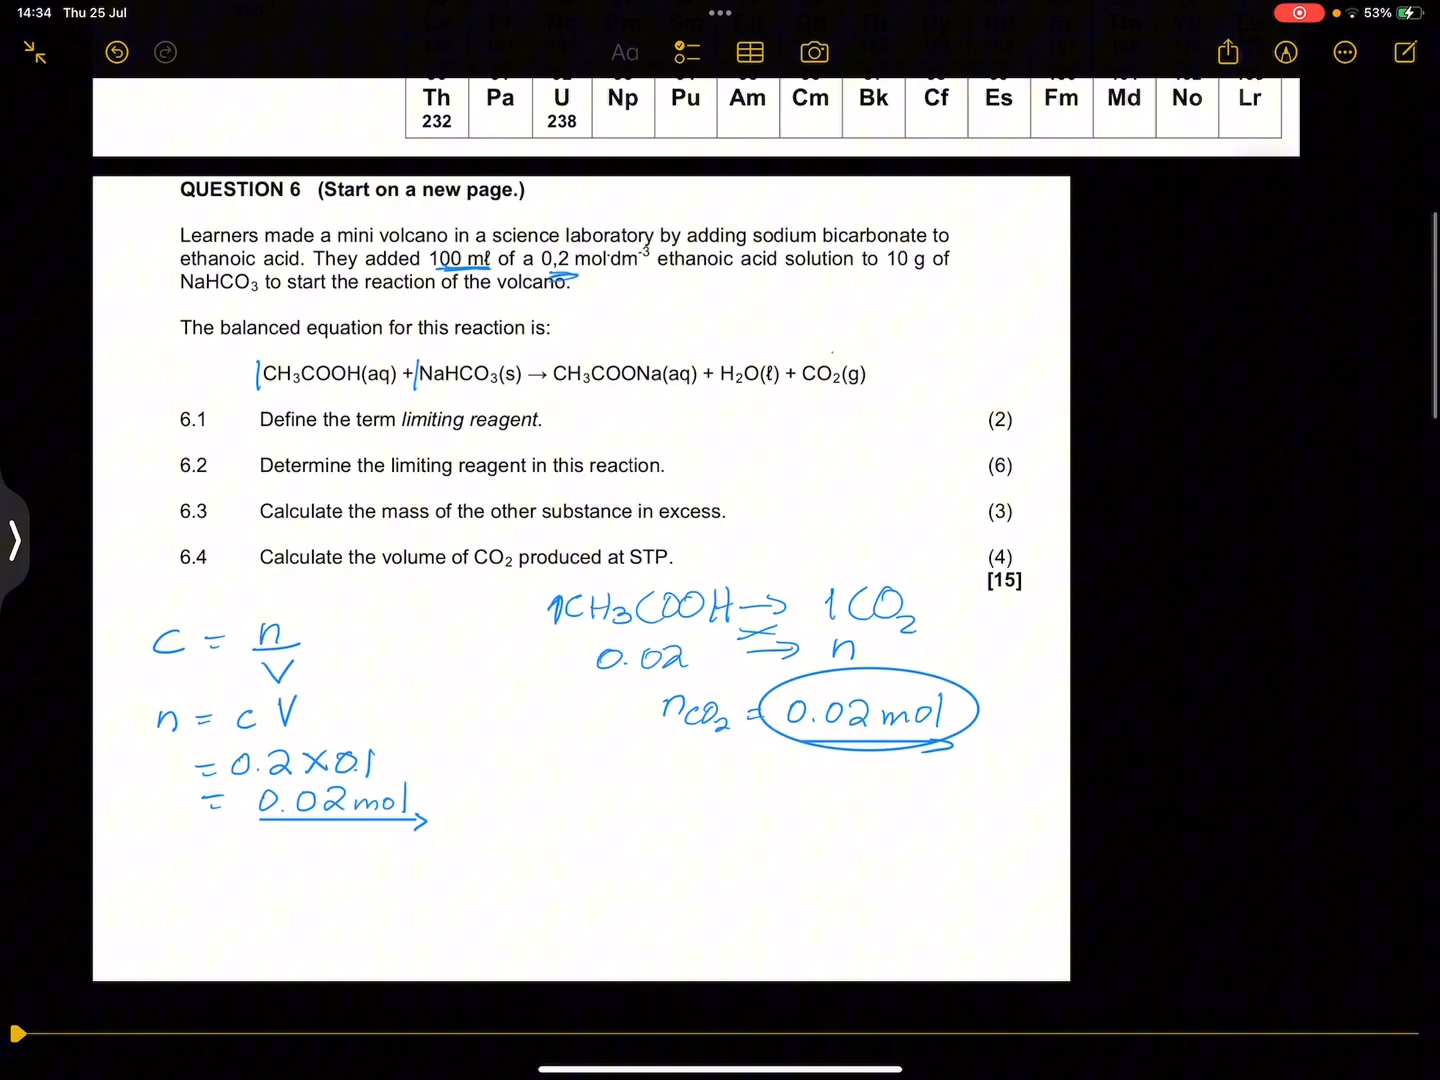 14:34 Thu 25 Jul
53%
Aa
Th Pa U Np Pu Am Cm Bk Cf Es Fm Md No Lr
232 238
QUESTION 6 (Start on a new page.)
Learners made a mini volcano in a science laboratory by adding sodium bicarbonate to
ethanoic acid. They added 100 mℓ of a 0,2 mol·dm⁻³ ethanoic acid solution to 10 g of
NaHCO₃ to start the reaction of the volcano.
The balanced equation for this reaction is:
CH₃COOH(aq) + NaHCO₃(s) → CH₃COONa(aq) + H₂O(ℓ) + CO₂(g)
6.1 Define the term limiting reagent. (2)
6.2 Determine the limiting reagent in this reaction. (6)
6.3 Calculate the mass of the other substance in excess. (3)
6.4 Calculate the volume of CO₂ produced at STP. (4)
[15]
1CH₃COOH → 1CO₂
0.02 → n
nCO₂ = 0.02 mol
c = n/V
n = c V
= 0.2 × 0.1
= 0.02 mol